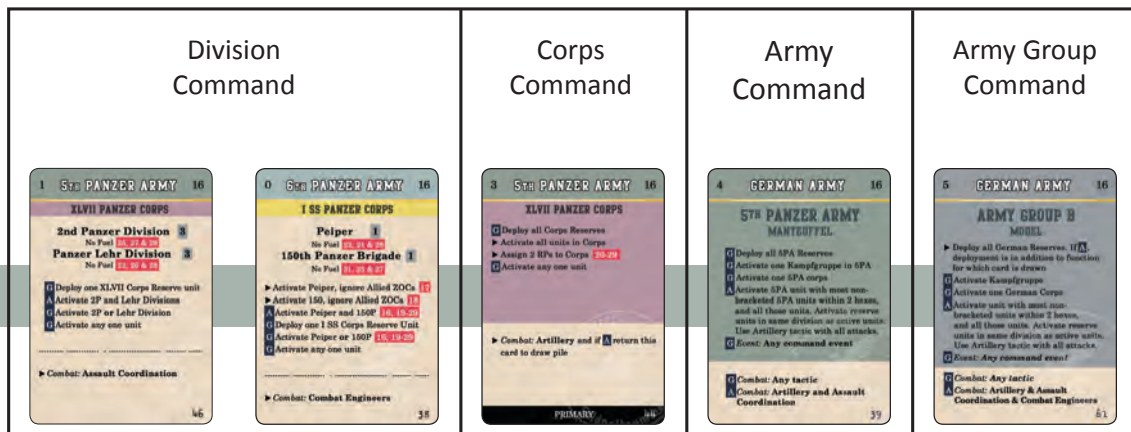 Division
Command
Corps
Command
Army
Command
Army Group
Command
1 5TH PANZER ARMY 16
XLVII PANZER CORPS
2nd Panzer Division 3
No Fuel
Panzer Lehr Division 3
No Fuel
G Deploy one XLVII Corps Reserve unit
A Activate 2P and Lehr Divisions
G Activate 2P or Lehr Division
G Activate any one unit
▶ Combat: Assault Coordination
46
0 6TH PANZER ARMY 16
I SS PANZER CORPS
Peiper 1
No Fuel
150th Panzer Brigade 1
No Fuel
▶ Activate Peiper, ignore Allied ZOCs 17
▶ Activate 150, ignore Allied ZOCs 18
A Activate Peiper and 150P 16, 19-29
G Deploy one I SS Corps Reserve Unit
G Activate Peiper or 150P 16, 19-29
G Activate any one unit
▶ Combat: Combat Engineers
38
3 5TH PANZER ARMY 16
XLVII PANZER CORPS
G Deploy all Corps Reserves
▶ Activate all units in Corps
▶ Assign 2 RPs to Corps 20-29
G Activate any one unit
▶ Combat: Artillery and if A return this
card to draw pile
PRIMARY
4 GERMAN ARMY 16
5TH PANZER ARMY
MANTEUFFEL
G Deploy all 5PA Reserves
G Activate one Kampfgruppe in 5PA
G Activate one 5PA corps
A Activate 5PA unit with most non-
bracketed 5PA units within 2 hexes,
and all those units. Activate reserve
units in same division as active units.
Use Artillery tactic with all attacks.
G Event: Any command event
G Combat: Any tactic
A Combat: Artillery and Assault
Coordination
39
5 GERMAN ARMY 16
ARMY GROUP B
MODEL
▶ Deploy all German Reserves. If A,
deployment is in addition to function
for which card is drawn
G Activate Kampfgruppe
G Activate one German Corps
A Activate unit with most non-
bracketed units within 2 hexes,
and all those units. Activate reserve
units in same division as active units.
Use Artillery tactic with all attacks.
G Event: Any command event
G Combat: Any tactic
A Combat: Artillery & Assault
Coordination & Combat Engineers
61